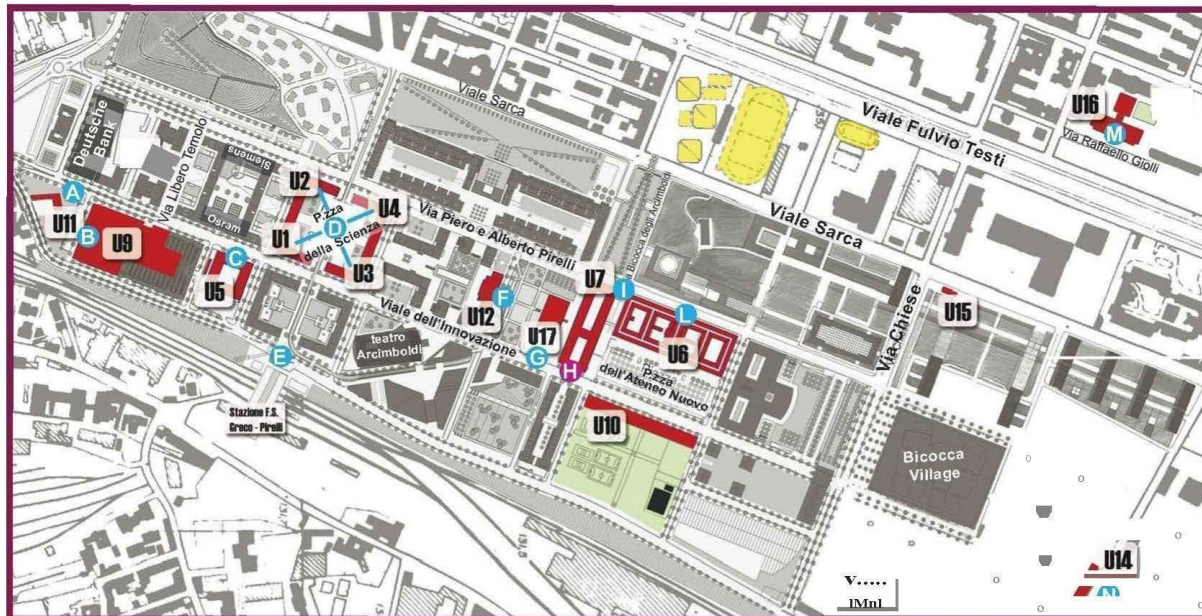 Viale Sarca
U16
M
Via Raffaello Giolli
Viale Fulvio Testi
Deutsche
Bank
Via Libero Temolo
Siemens
Osram
A
U11
B
U9
C
U5
U2
P.zza
U4
D
U1
della Scienza
U3
Via Piero e Alberto Pirelli
Viale Sarca
Bicocca degli Arcimboldi
U7
I
L
U6
F
U12
U17
G
H
Viale dell'Innovazione
teatro
Arcimboldi
E
Stazione F.S.
Greco - Pirelli
P.zza
dell'Ateneo Nuovo
U10
Via Chiese
U15
Bicocca
Village
U14
N
v.....
lMnl